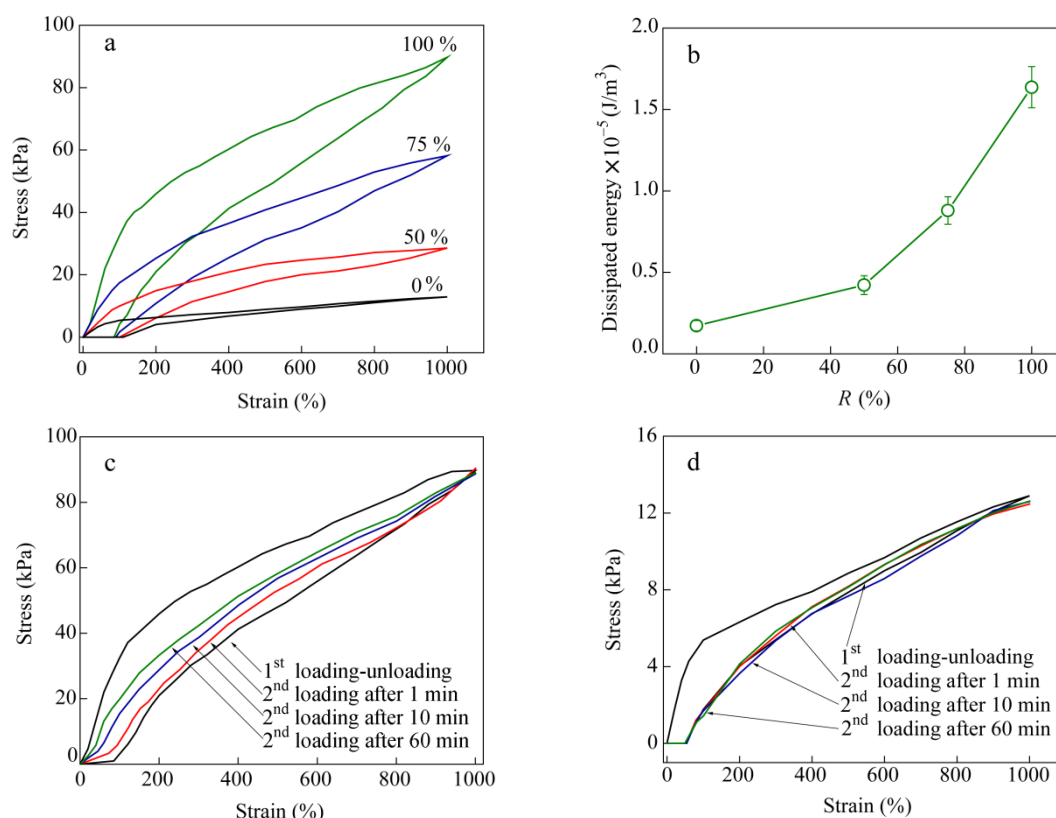 a
100 %
75 %
50 %
0 %
Stress (kPa)
100
80
60
40
20
0
0 200 400 600 800 1000
Strain (%)
b
Dissipated energy ×10⁻⁵ (J/m³)
2.0
1.5
1.0
0.5
0.0
0 20 40 60 80 100
R (%)
c
Stress (kPa)
100
80
60
40
20
0
0 200 400 600 800 1000
Strain (%)
1st loading-unloading
2nd loading after 1 min
2nd loading after 10 min
2nd loading after 60 min
d
Stress (kPa)
16
12
8
4
0
0 200 400 600 800 1000
Strain (%)
1st loading-unloading
2nd loading after 1 min
2nd loading after 10 min
2nd loading after 60 min